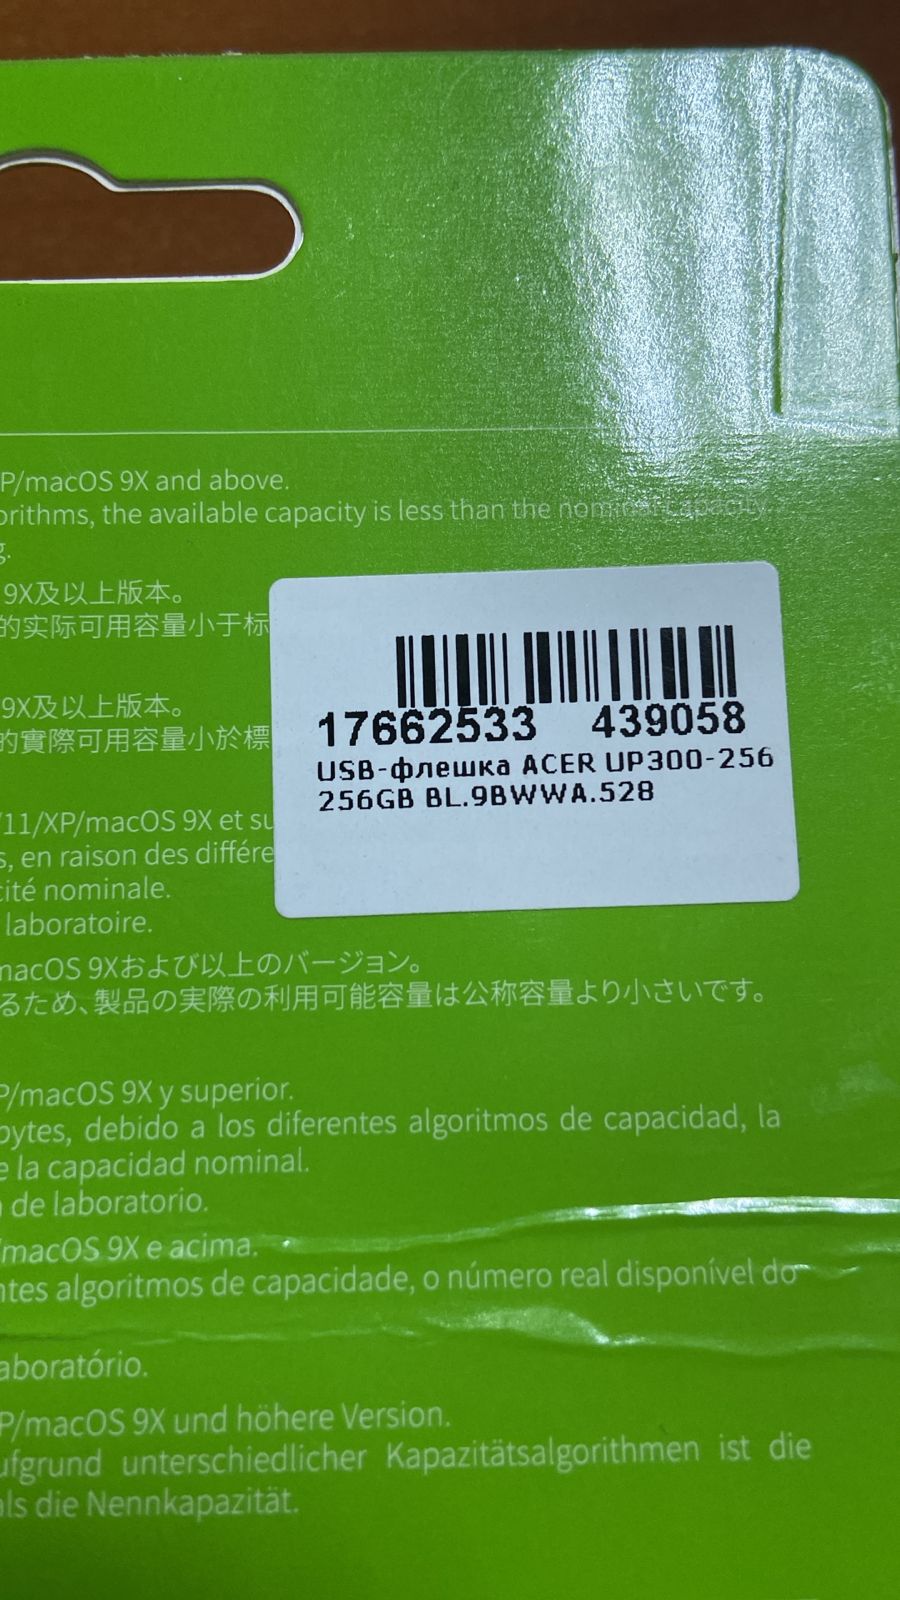 P/macOS 9X and above.
orithms, the available capacity is less than the nominal capacity.
g.
9X及以上版本。
的实际可用容量小于标
9X及以上版本。
的實際可用容量小於標
17662533 439058
USB-флешка ACER UP300-256
256GB BL.9BWWA.528
/11/XP/macOS 9X et su
s, en raison des différe
cité nominale.
laboratoire.
macOS 9Xおよび以上のバージョン。
るため、製品の実際の利用可能容量は公称容量より小さいです。
P/macOS 9X y superior.
bytes, debido a los diferentes algoritmos de capacidad, la
e la capacidad nominal.
de laboratorio.
/macOS 9X e acima.
ntes algoritmos de capacidade, o número real disponível do
aboratório.
P/macOS 9X und höhere Version.
ufgrund unterschiedlicher Kapazitätsalgorithmen ist die
als die Nennkapazität.